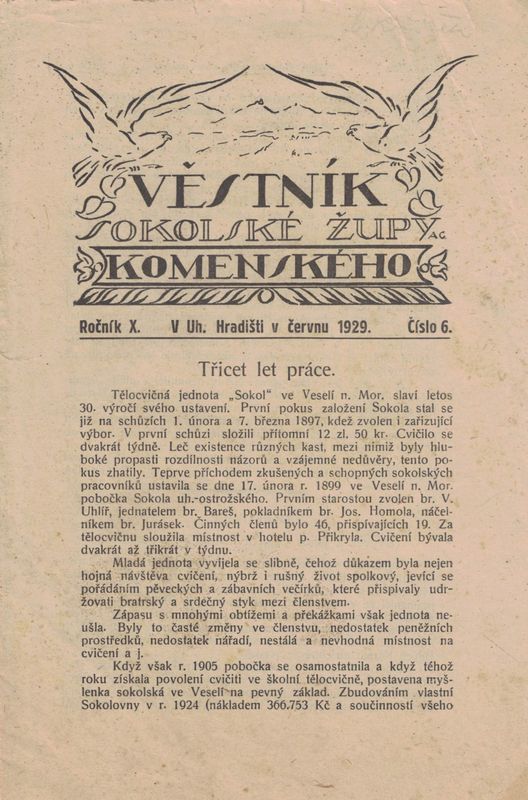 VĚSTNÍK
SOKOLSKÉ ŽUPY
AG
KOMENSKÉHO
Ročník X. V Uh. Hradišti v červnu 1929. Číslo 6.
Třicet let práce.
Tělocvičná jednota „Sokol" ve Veselí n. Mor. slaví letos
30. výročí svého ustavení. První pokus založení Sokola stal se
již na schůzích 1. února a 7. března 1897, kdež zvolen i zařizující
výbor. V první schůzi složili přítomní 12 zl. 50 kr. Cvičilo se
dvakrát týdně. Leč existence různých kast, mezi nimiž byly hlu-
boké propasti rozdílnosti názorů a vzájemné nedůvěry, tento po-
kus zhatily. Teprve příchodem zkušených a schopných sokolských
pracovníků ustavila se dne 17. února r. 1899 ve Veselí n. Mor.
pobočka Sokola uh.-ostrožského. Prvním starostou zvolen br. V.
Uhlíř, jednatelem br. Bareš, pokladníkem br. Jos. Homola, náčel-
níkem br. Jurásek. Činných členů bylo 46, přispívajících 19. Za
tělocvičnu sloužila místnost v hotelu p. Přikryla. Cvičení bývala
dvakrát až třikrát v týdnu.
Mladá jednota vyvíjela se slibně, čehož důkazem byla nejen
hojná návštěva cvičení, nýbrž i rušný život spolkový, jevící se
pořádáním pěveckých a zábavních večírků, které přispívaly udr-
žovati bratrský a srdečný styk mezi členstvem.
Zápasu s mnohými obtížemi a překážkami však jednota ne-
ušla. Byly to časté změny ve členstvu, nedostatek peněžních
prostředků, nedostatek nářadí, nestálá a nevhodná místnost na
cvičení a j.
Když však r. 1905 pobočka se osamostatnila a když téhož
roku získala povolení cvičiti ve školní tělocvičně, postavena myš-
lenka sokolská ve Veselí na pevný základ. Zbudováním vlastní
Sokolovny v r. 1924 (nákladem 366.753 Kč a součinností všeho